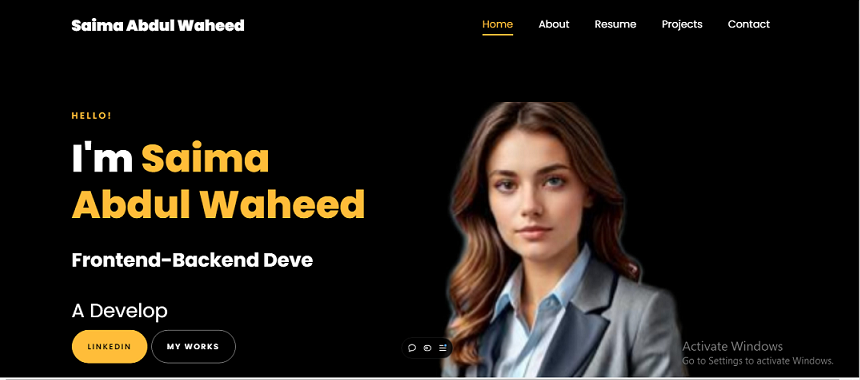 Saima Abdul Waheed
Home About Resume Projects Contact
HELLO!
I'm Saima
Abdul Waheed
Frontend-Backend Deve
A Develop
LINKEDIN MY WORKS
Activate Windows
Go to Settings to activate Windows.